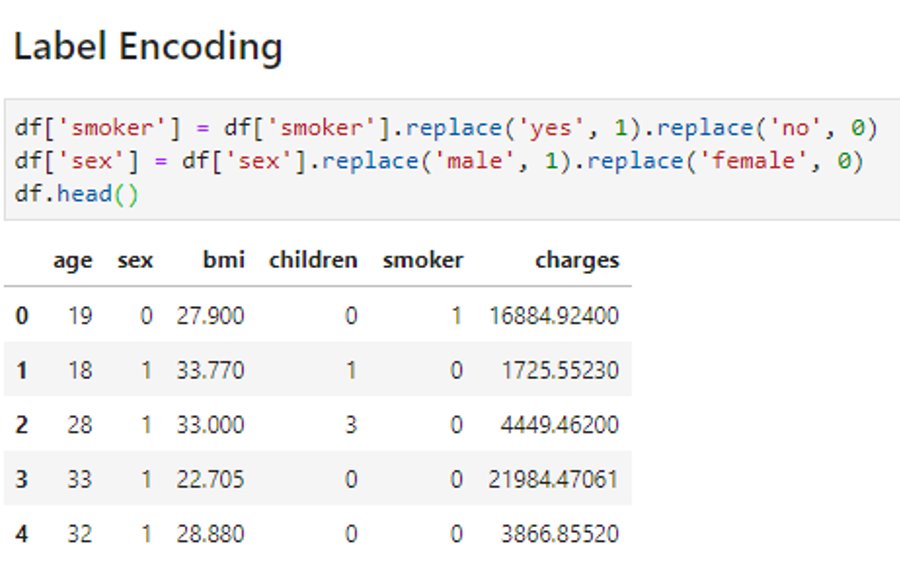 Label Encoding
df['smoker'] = df['smoker'].replace('yes', 1).replace('no', 0)
df['sex'] = df['sex'].replace('male', 1).replace('female', 0)
df.head()
age sex bmi children smoker charges
0 19 0 27.900 0 1 16884.92400
1 18 1 33.770 1 0 1725.55230
2 28 1 33.000 3 0 4449.46200
3 33 1 22.705 0 0 21984.47061
4 32 1 28.880 0 0 3866.85520